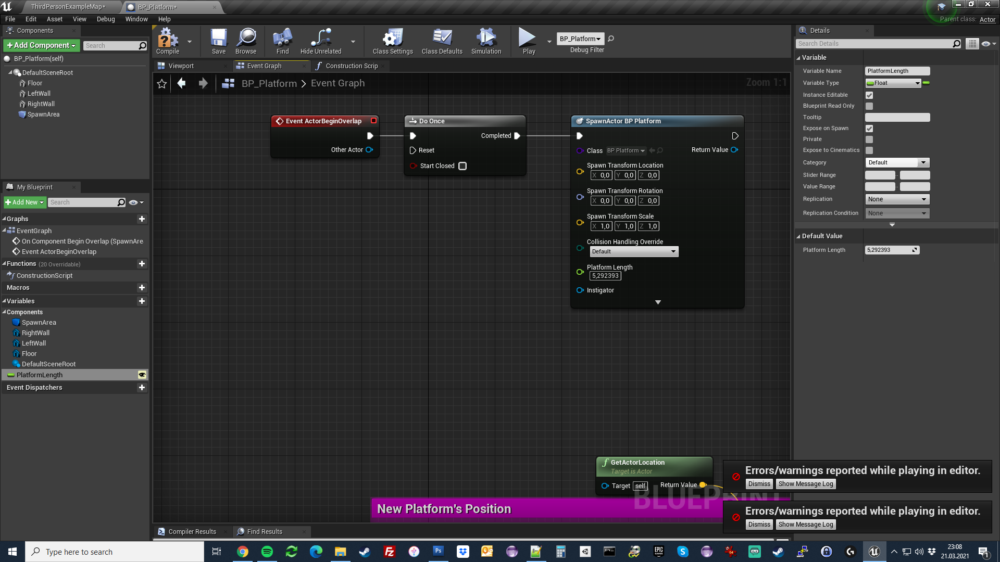 ThirdPersonExampleMap*
BP_Platform*
File Edit Asset View Debug Window Help
Parent class: Actor
Components
Add Component
Search
BP_Platform(self)
DefaultSceneRoot
Floor
LeftWall
RightWall
SpawnArea
My Blueprint
Add New
Search
Graphs
EventGraph
On Component Begin Overlap (SpawnAre
Event ActorBeginOverlap
Functions (20 Overridable)
ConstructionScript
Macros
Variables
Components
SpawnArea
RightWall
LeftWall
Floor
DefaultSceneRoot
PlatformLength
Event Dispatchers
Compile Save Browse Find Hide Unrelated Class Settings Class Defaults Simulation Play
BP_Platform
Debug Filter
Viewport
Event Graph
Construction Scrip
BP_Platform > Event Graph
Zoom 1:1
Event ActorBeginOverlap
Other Actor
Do Once
Completed
Reset
Start Closed
SpawnActor BP Platform
Class BP Platform
Return Value
Spawn Transform Location
X 0,0 Y 0,0 Z 0,0
Spawn Transform Rotation
X 0,0 Y 0,0 Z 0,0
Spawn Transform Scale
X 1,0 Y 1,0 Z 1,0
Collision Handling Override
Default
Platform Length
5,292393
Instigator
GetActorLocation
Target is Actor
Target self
Return Value
New Platform's Position
Compiler Results
Find Results
Details
Search Details
Variable
Variable Name PlatformLength
Variable Type Float
Instance Editable
Blueprint Read Only
Tooltip
Expose on Spawn
Private
Expose to Cinematics
Category Default
Slider Range
Value Range
Replication None
Replication Condition None
Default Value
Platform Length 5,292393
Errors/warnings reported while playing in editor.
Dismiss Show Message Log
Errors/warnings reported while playing in editor.
Dismiss Show Message Log
Type here to search
23:08
21.03.2021